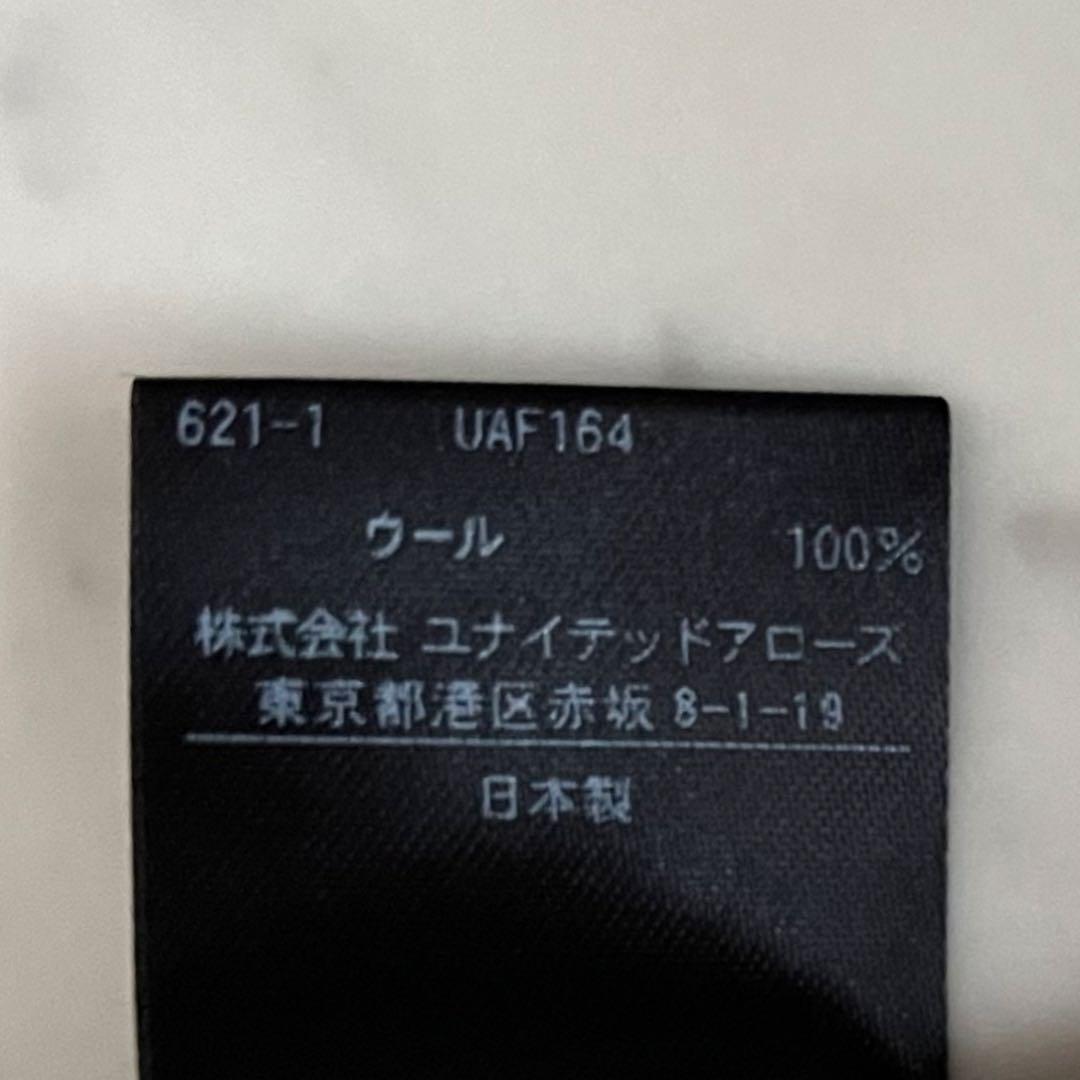 621-1 UAF164
ウール 100%
株式会社 ユナイテッドアローズ
東京都港区赤坂 8-1-19
日本製